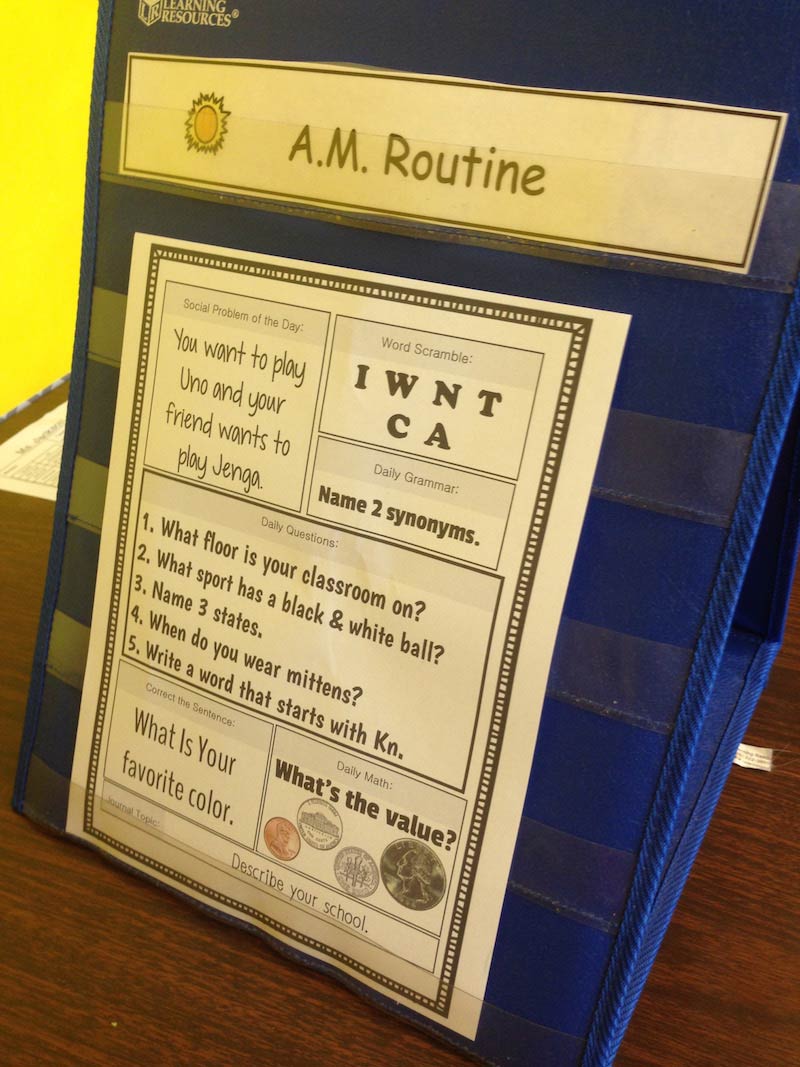 LEARNING
RESOURCES®
A.M. Routine
Social Problem of the Day:
You want to play
Uno and your
friend wants to
play Jenga.
Word Scramble:
I W N T
C A
Daily Grammar:
Name 2 synonyms.
Daily Questions:
1. What floor is your classroom on?
2. What sport has a black & white ball?
3. Name 3 states.
4. When do you wear mittens?
5. Write a word that starts with Kn.
Correct the Sentence:
What Is Your
favorite color.
Daily Math:
What's the value?
Journal Topic:
Describe your school.